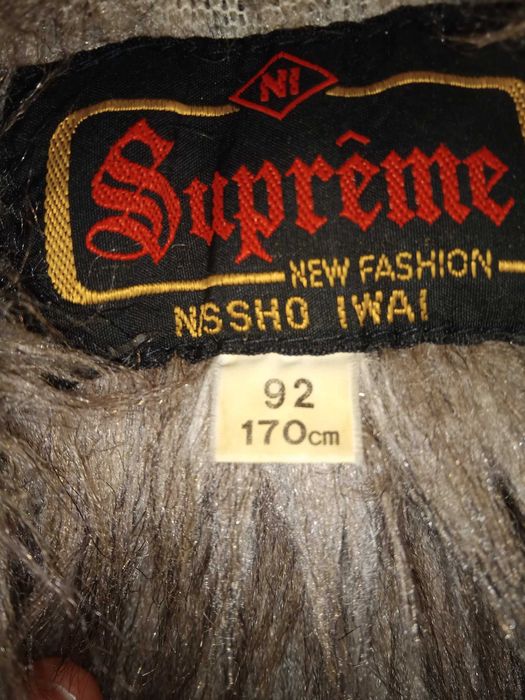 NI
Suprême
NEW FASHION
NISSHO IWAI
92
170cm